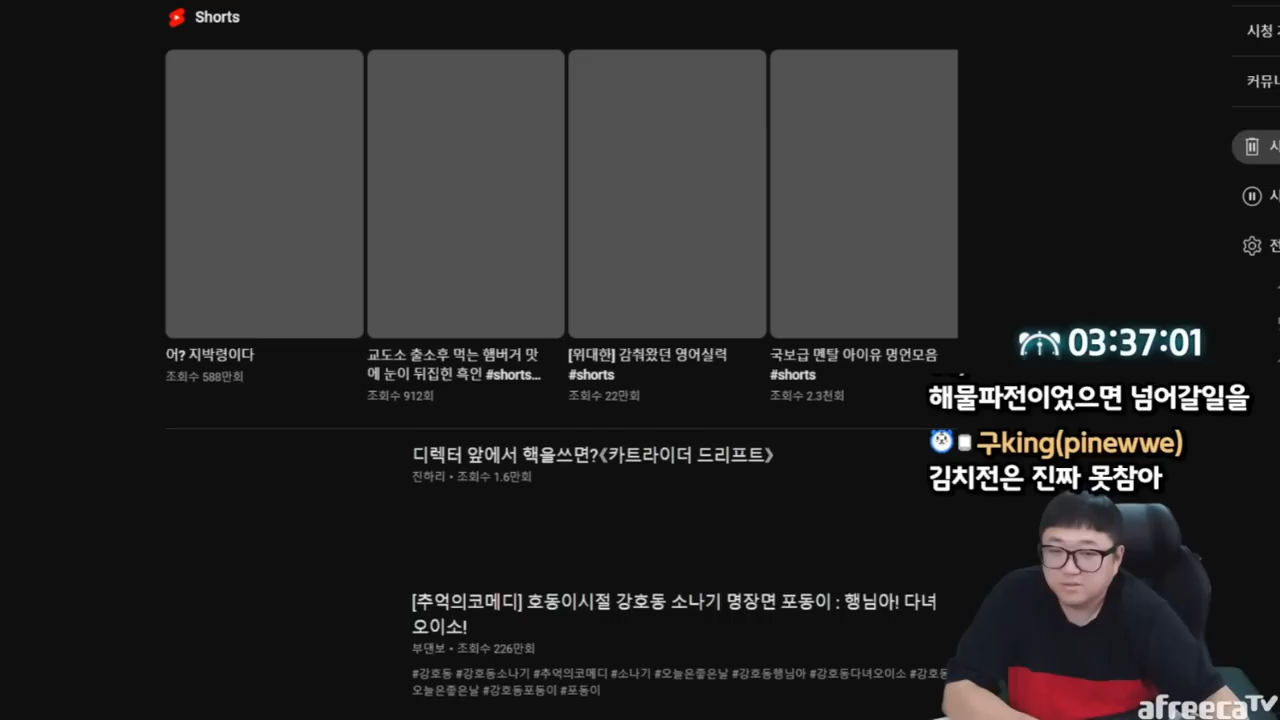 Shorts
어? 지박령이다
조회수 588만회
교도소 출소후 먹는 햄버거 맛
에 눈이 뒤집힌 흑인 #shorts...
조회수 912회
[위대한] 감춰왔던 영어실력
#shorts
조회수 22만회
국보급 멘탈 아이유 명언모음
#shorts
조회수 2.3천회
디렉터 앞에서 핵을쓰면?《카트라이더 드리프트》
진하리 • 조회수 1.6만회
[추억의코메디] 호동이시절 강호동 소나기 명장면 포동이 : 행님아! 다녀
오이소!
부댄보 • 조회수 226만회
#강호동 #강호동소나기 #추억의코메디 #소나기 #오늘은좋은날 #강호동행님아 #강호동다녀오이소 #강호동
오늘은좋은날 #강호동포동이 #포동이
시청
커뮤니
03:37:01
해물파전이었으면 넘어갈일을
구king(pinewwe)
김치전은 진짜 못참아
afreecaTV